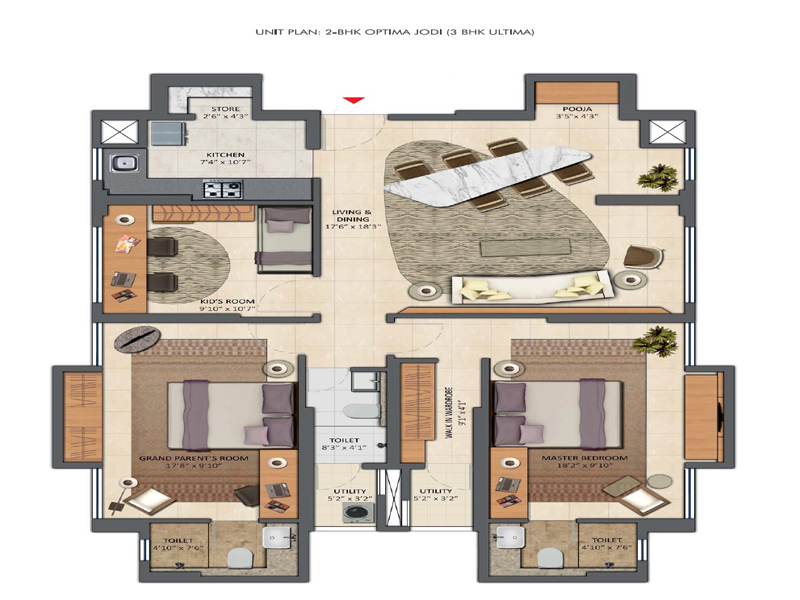 UNIT PLAN: 2-BHK OPTIMA JODI (3 BHK ULTIMA)
STORE
2'6" x 4'3"
POOJA
3'5" x 4'3"
KITCHEN
7'4" x 10'7"
LIVING &
DINING
17'6" x 18'3"
KID'S ROOM
9'10" x 10'7"
WALK IN WARDROBE
9'1" x 4'1"
TOILET
8'3" x 4'1"
GRAND PARENT'S ROOM
17'8" x 9'10"
MASTER BEDROOM
18'2" x 9'10"
UTILITY
5'2" x 3'2"
UTILITY
5'2" x 3'2"
TOILET
4'10" x 7'6"
TOILET
4'10" x 7'6"